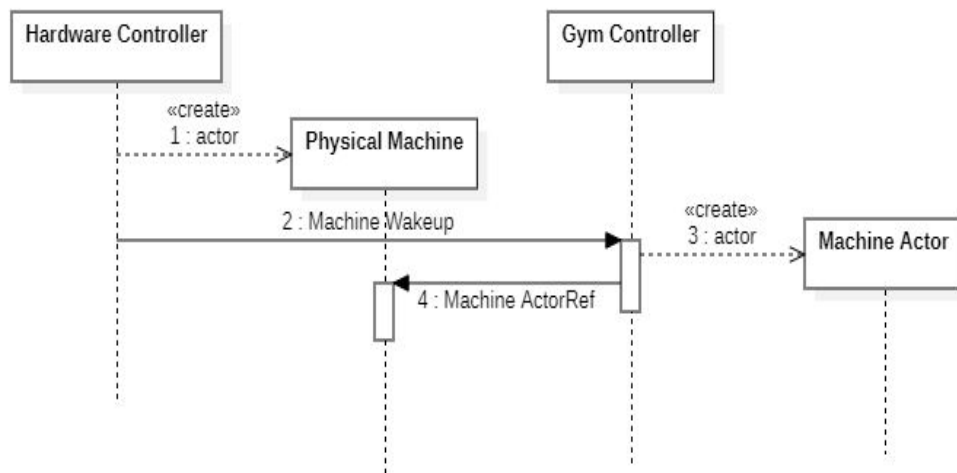 Hardware Controller
Gym Controller
«create»
1 : actor
Physical Machine
2 : Machine Wakeup
«create»
3 : actor
Machine Actor
4 : Machine ActorRef